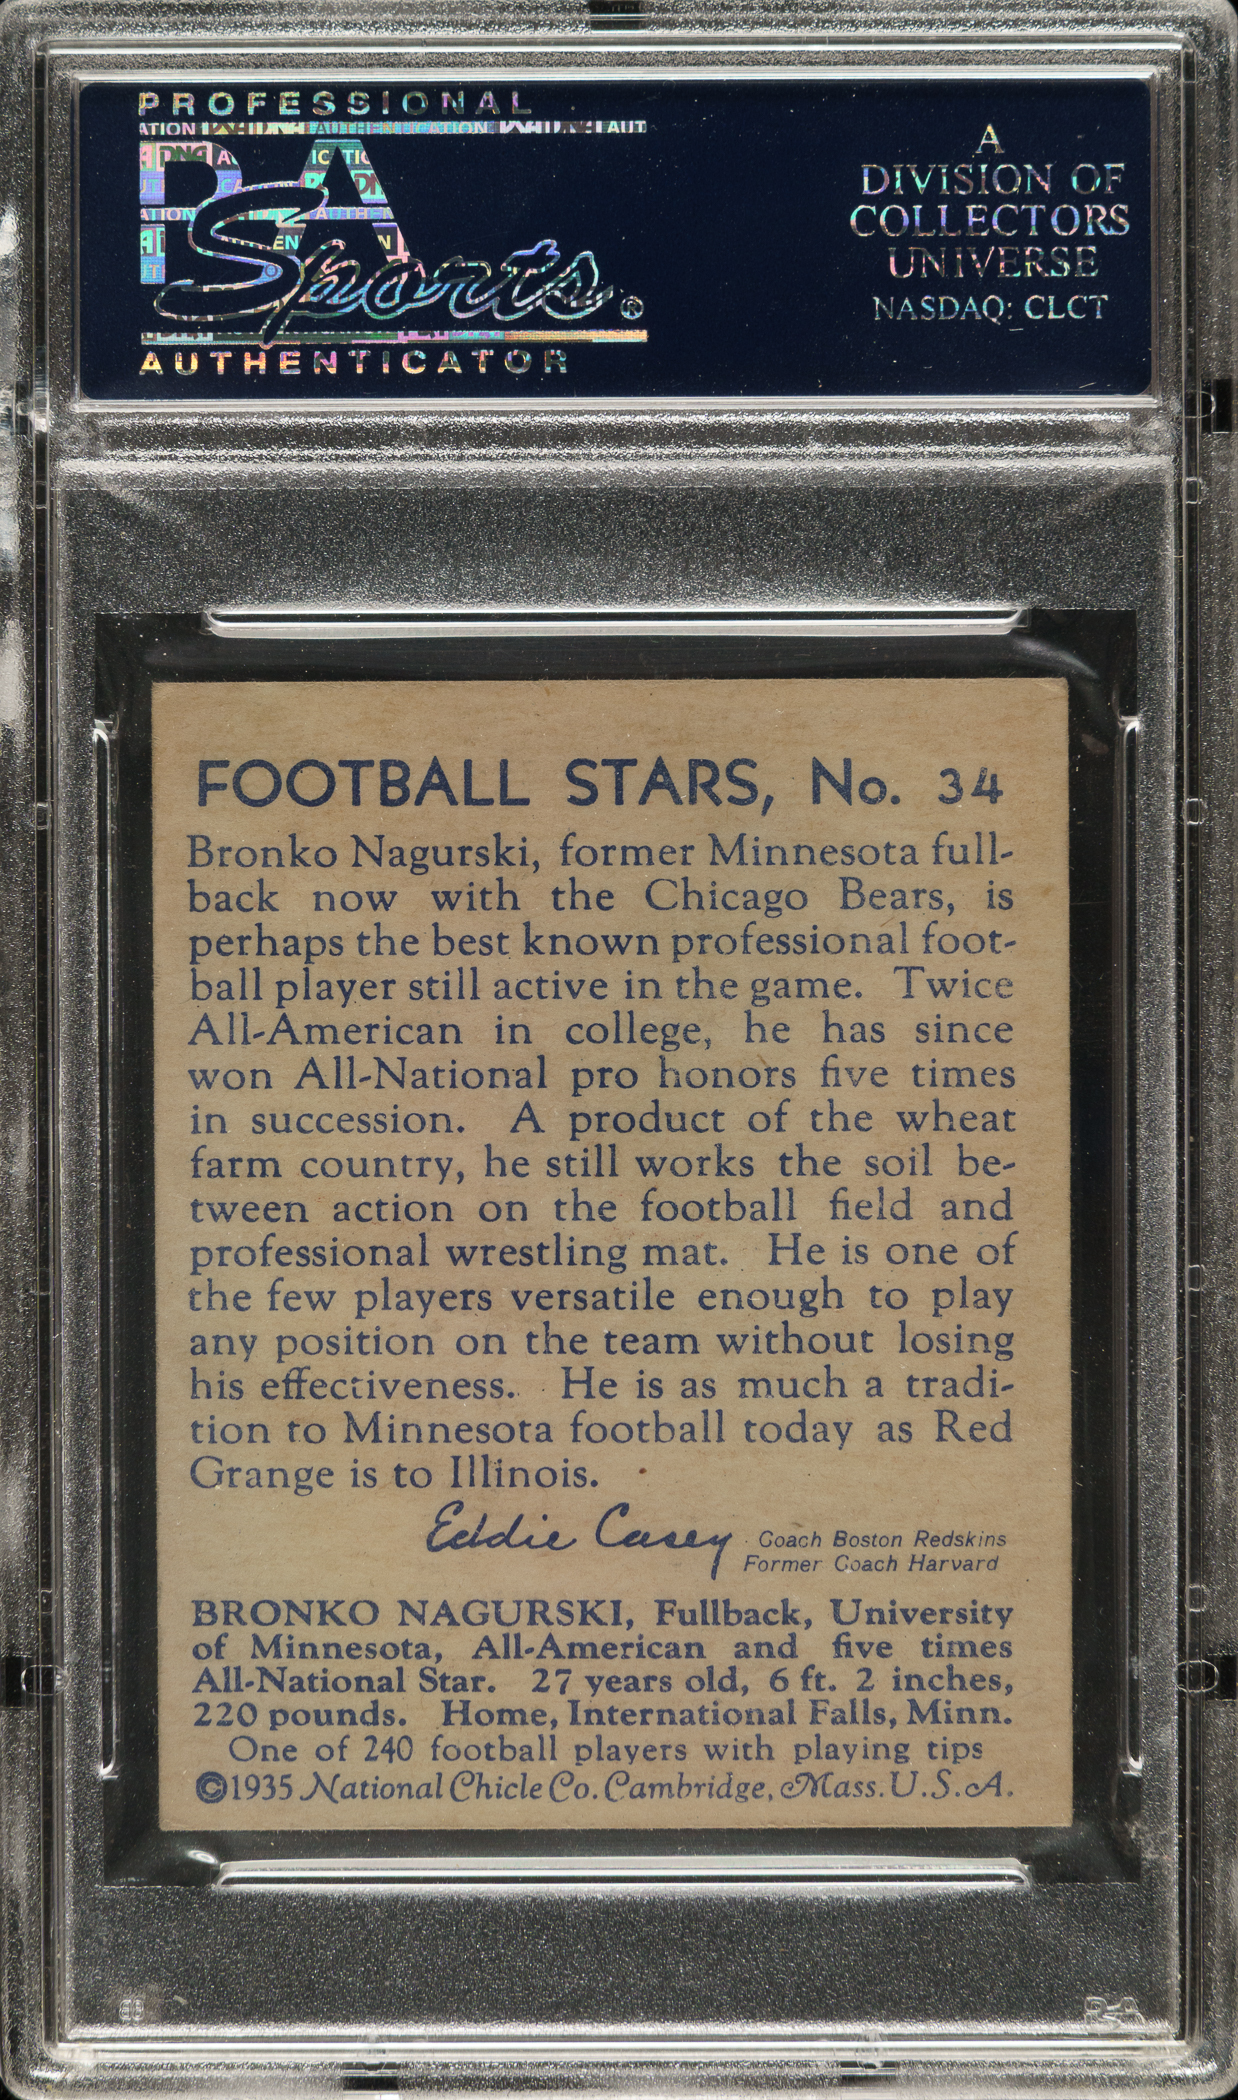 PROFESSIONAL
PSA
Sports®
AUTHENTICATOR
A
DIVISION OF
COLLECTORS
UNIVERSE
NASDAQ: CLCT
FOOTBALL STARS, No. 34
Bronko Nagurski, former Minnesota full-
back now with the Chicago Bears, is
perhaps the best known professional foot-
ball player still active in the game. Twice
All-American in college, he has since
won All-National pro honors five times
in succession. A product of the wheat
farm country, he still works the soil be-
tween action on the football field and
professional wrestling mat. He is one of
the few players versatile enough to play
any position on the team without losing
his effectiveness. He is as much a tradi-
tion to Minnesota football today as Red
Grange is to Illinois.
Eddie Casey
Coach Boston Redskins
Former Coach Harvard
BRONKO NAGURSKI, Fullback, University
of Minnesota, All-American and five times
All-National Star. 27 years old, 6 ft. 2 inches,
220 pounds. Home, International Falls, Minn.
One of 240 football players with playing tips
©1935 National Chicle Co. Cambridge, Mass. U.S.A.
PSA